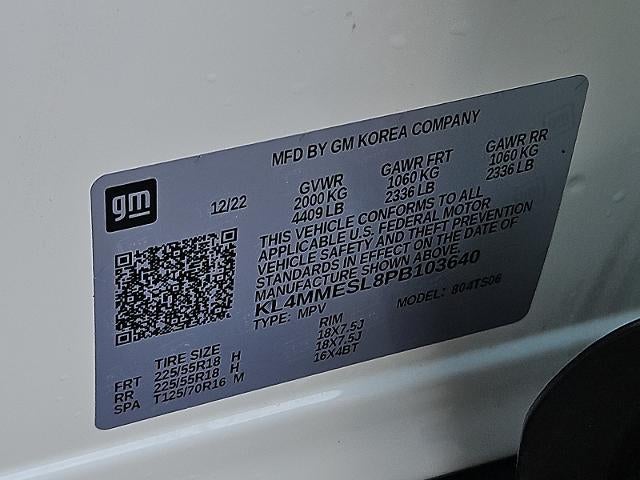 MFD BY GM KOREA COMPANY
gm
12/22
GVWR GAWR FRT GAWR RR
2000 KG 1060 KG 1060 KG
4409 LB 2336 LB 2336 LB
THIS VEHICLE CONFORMS TO ALL
APPLICABLE U.S. FEDERAL MOTOR
VEHICLE SAFETY AND THEFT PREVENTION
STANDARDS IN EFFECT ON THE DATE OF
MANUFACTURE SHOWN ABOVE
KL4MMESL8PB103640
TYPE: MPV MODEL: 804TS06
TIRE SIZE RIM
FRT 225/55R18 H 18X7.5J
RR 225/55R18 H 18X7.5J
SPA T125/70R16 M 16X4BT